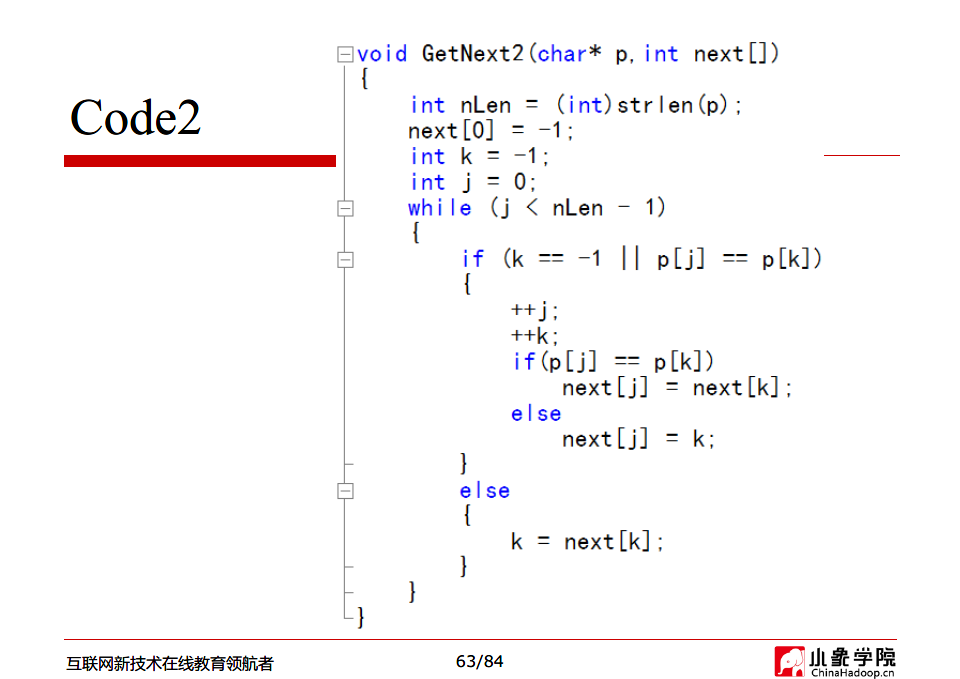 Code2
void GetNext2(char* p,int next[])
{
int nLen = (int)strlen(p);
next[0] = -1;
int k = -1;
int j = 0;
while (j < nLen - 1)
{
if (k == -1 || p[j] == p[k])
{
++j;
++k;
if(p[j] == p[k])
next[j] = next[k];
else
next[j] = k;
}
else
{
k = next[k];
}
}
}
互联网新技术在线教育领航者
63/84
小象学院
ChinaHadoop.cn